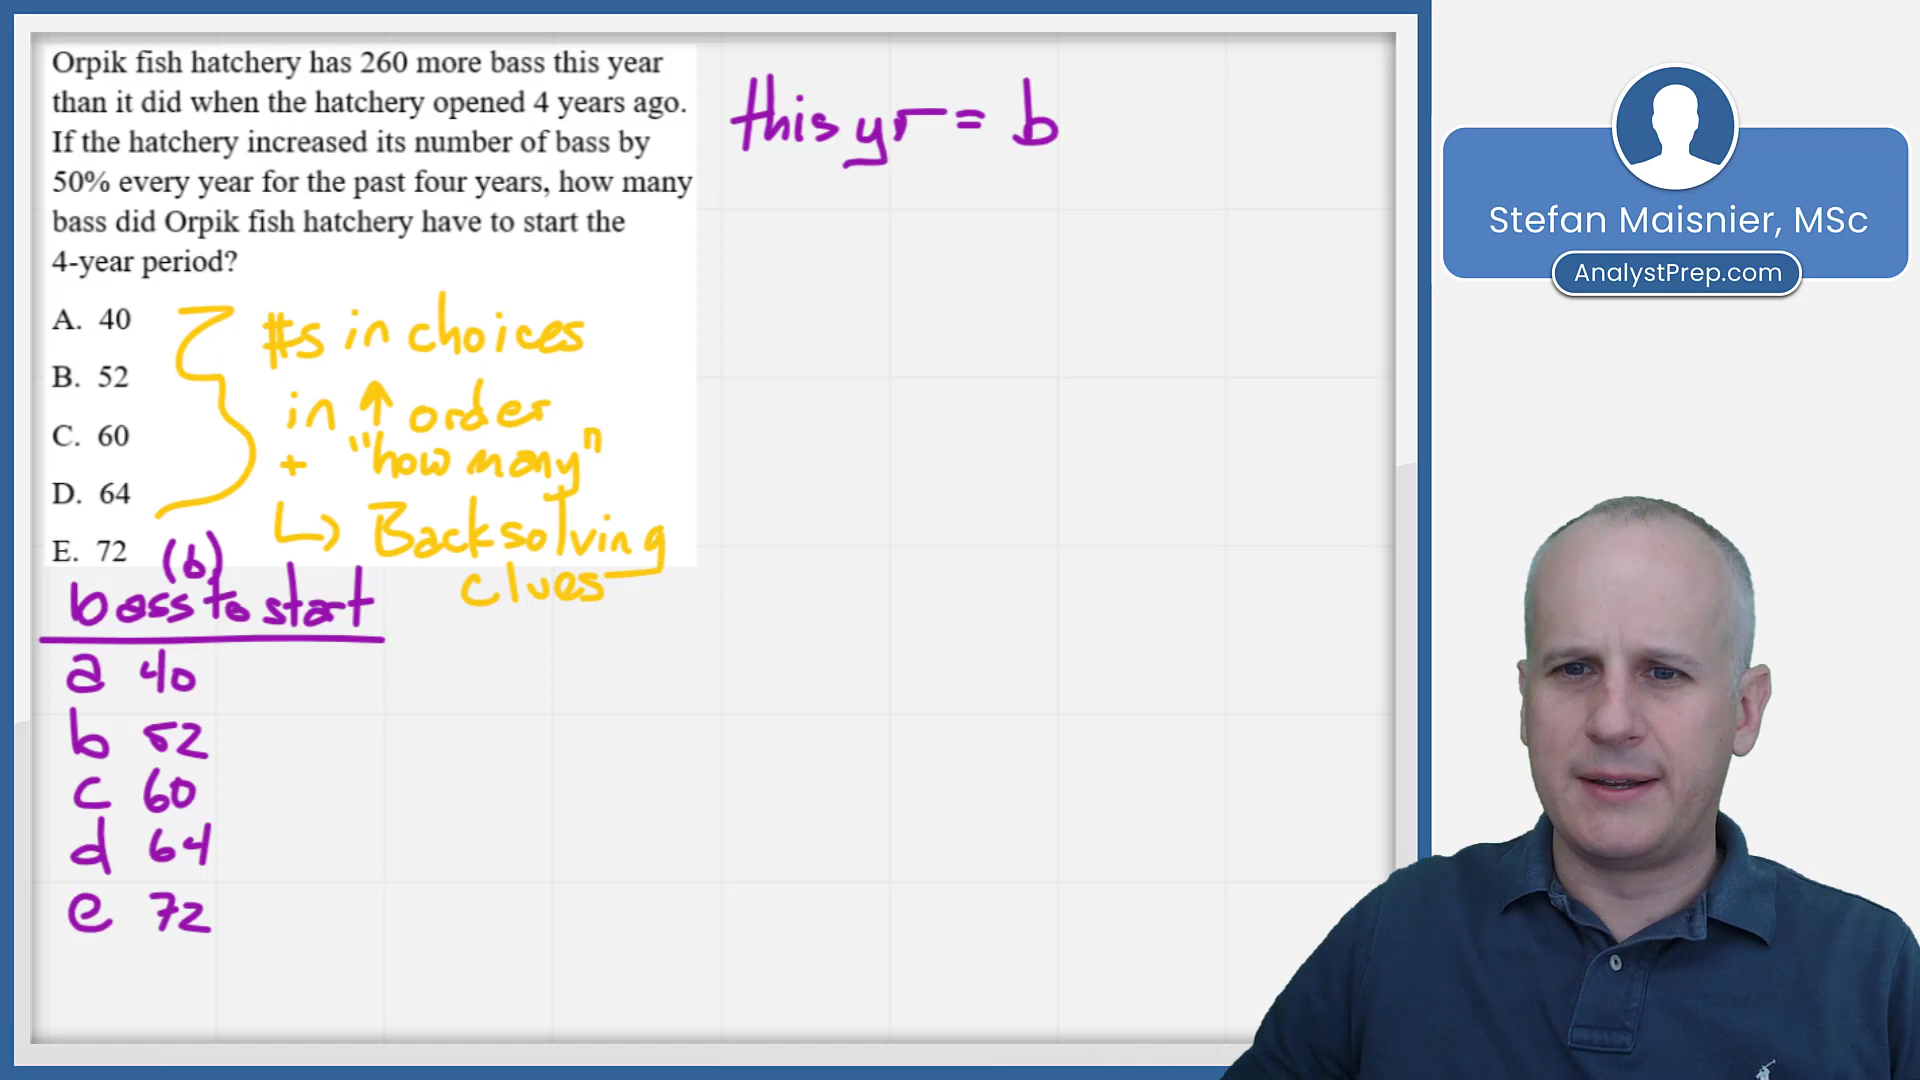 Orpik fish hatchery has 260 more bass this year
than it did when the hatchery opened 4 years ago.
If the hatchery increased its number of bass by
50% every year for the past four years, how many
bass did Orpik fish hatchery have to start the
4-year period?
A. 40
B. 52
C. 60
D. 64
E. 72
#s in choices
in ↑ order
+ "how many"
↳ Backsolving
clues
(b)
bass to start
a 40
b 52
c 60
d 64
e 72
this yr = b
Stefan Maisnier, MSc
AnalystPrep.com